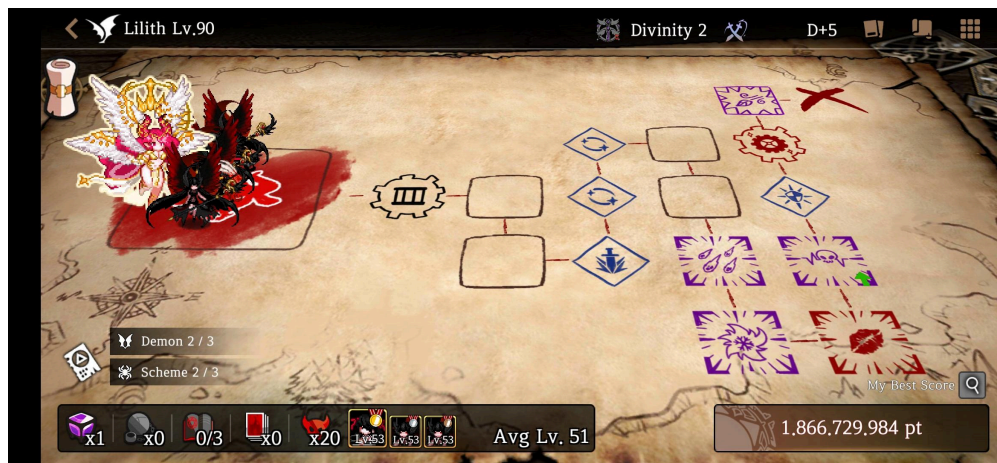 Lilith Lv.90
Divinity 2
D+5
Demon 2 / 3
Scheme 2 / 3
My Best Score
x1
x0
0/3
x0
x20
Lv.53
Lv.53
Lv.53
Avg Lv. 51
1,866,729,984 pt